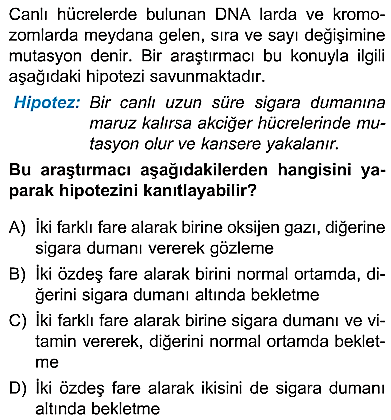 Canlı hücrelerde bulunan DNA larda ve kromo-
zomlarda meydana gelen, sıra ve sayı değişimine
mutasyon denir. Bir araştırmacı bu konuyla ilgili
aşağıdaki hipotezi savunmaktadır.
Hipotez: Bir canlı uzun süre sigara dumanına
maruz kalırsa akciğer hücrelerinde mu-
tasyon olur ve kansere yakalanır.
Bu araştırmacı aşağıdakilerden hangisini ya-
parak hipotezini kanıtlayabilir?
A) İki farklı fare alarak birine oksijen gazı, diğerine
sigara dumanı vererek gözleme
B) İki özdeş fare alarak birini normal ortamda, di-
ğerini sigara dumanı altında bekletme
C) İki farklı fare alarak birine sigara dumanı ve vi-
tamin vererek, diğerini normal ortamda beklet-
me
D) İki özdeş fare alarak ikisini de sigara dumanı
altında bekletme